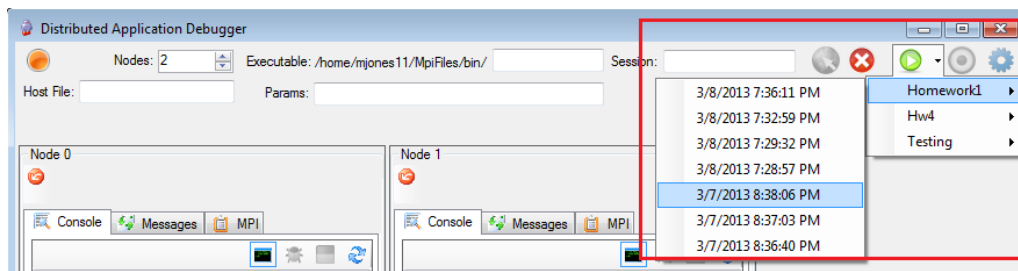 Distributed Application Debugger
Nodes: 2 Executable: /home/mjones11/MpiFiles/bin/ Session:
Host File: Params:
3/8/2013 7:36:11 PM Homework1
3/8/2013 7:32:59 PM Hw4
3/8/2013 7:29:32 PM Testing
3/8/2013 7:28:57 PM
3/7/2013 8:38:06 PM
3/7/2013 8:37:03 PM
3/7/2013 8:36:40 PM
Node 0 Node 1
Console Messages MPI Console Messages MPI